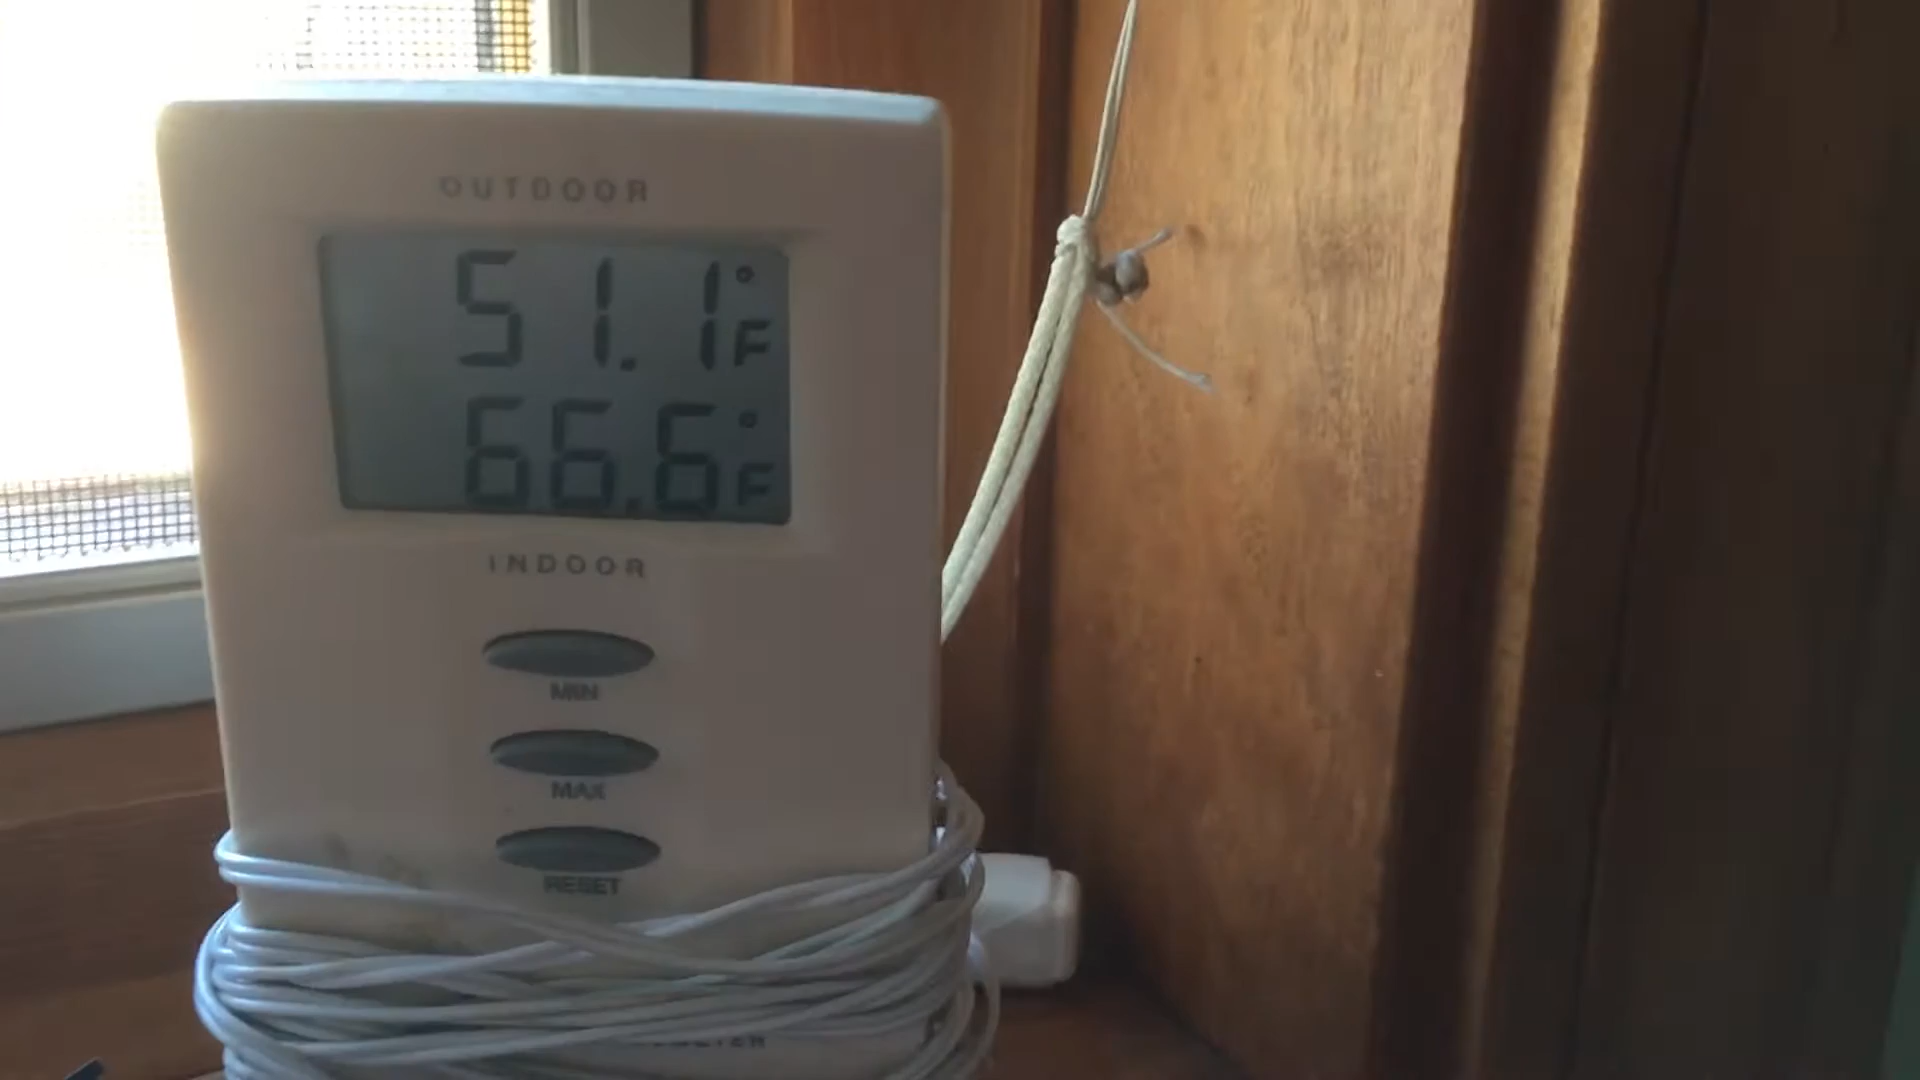 OUTDOOR
51.1°F
66.6°F
INDOOR
MIN
MAX
RESET